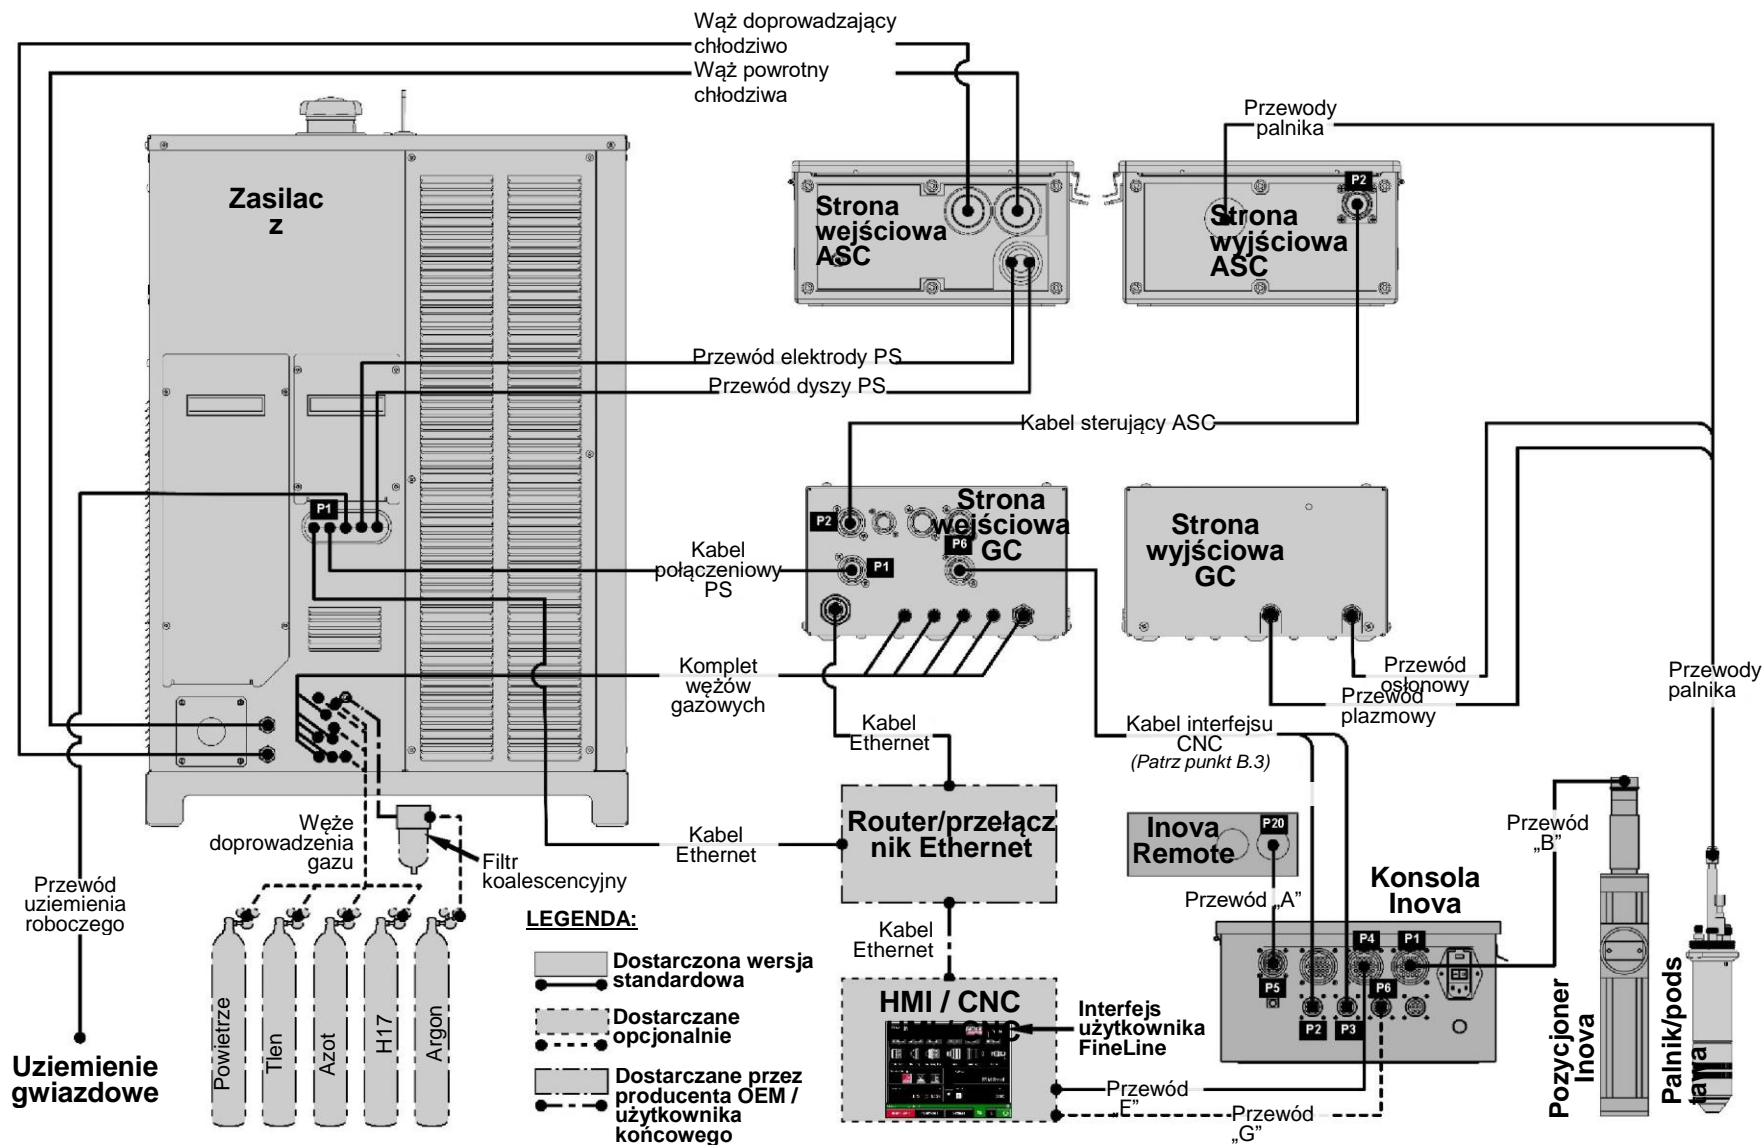 Wąż doprowadzający
chłodziwo
Wąż powrotny
chłodziwa
Przewody
palnika
Zasilac
z
Strona
wejściowa
ASC
P2
Strona
wyjściowa
ASC
Przewód elektrody PS
Przewód dyszy PS
Kabel sterujący ASC
P1
P2
Strona
wejściowa
GC
P6
P1
Strona
wyjściowa
GC
Kabel
połączeniowy
PS
Komplet
wężów
gazowych
Przewód
osłonowy
Przewód
plazmowy
Przewody
palnika
Kabel
Ethernet
Kabel interfejsu
CNC
(Patrz punkt B.3)
Węże
doprowadzenia
gazu
Filtr
koalescencyjny
Kabel
Ethernet
Router/przełącz
nik Ethernet
Inova
Remote
P20
Przewód
„B”
Przewód
uziemienia
roboczego
Przewód „A”
Konsola
Inova
Kabel
Ethernet
P4
P1
P5
P6
P2
P3
LEGENDA:
Dostarczona wersja
standardowa
Dostarczane
opcjonalnie
Dostarczane przez
producenta OEM /
użytkownika
końcowego
HMI / CNC
Interfejs
użytkownika
FineLine
Przewód
„E”
Przewód
„G”
Powietrze
Tlen
Azot
H17
Argon
Uziemienie
gwiazdowe
Pozycjoner
Inova
Palnik/pods
tawa